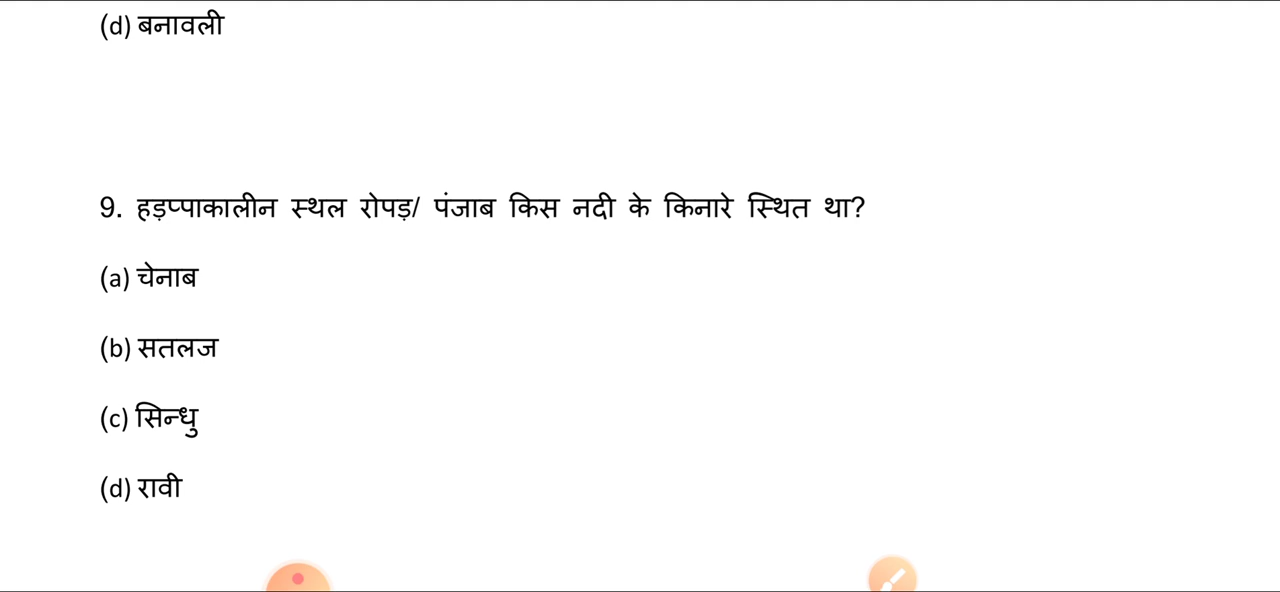 (d) बनावली
9. हड़प्पाकालीन स्थल रोपड़/ पंजाब किस नदी के किनारे स्थित था?
(a) चेनाब
(b) सतलज
(c) सिन्धु
(d) रावी